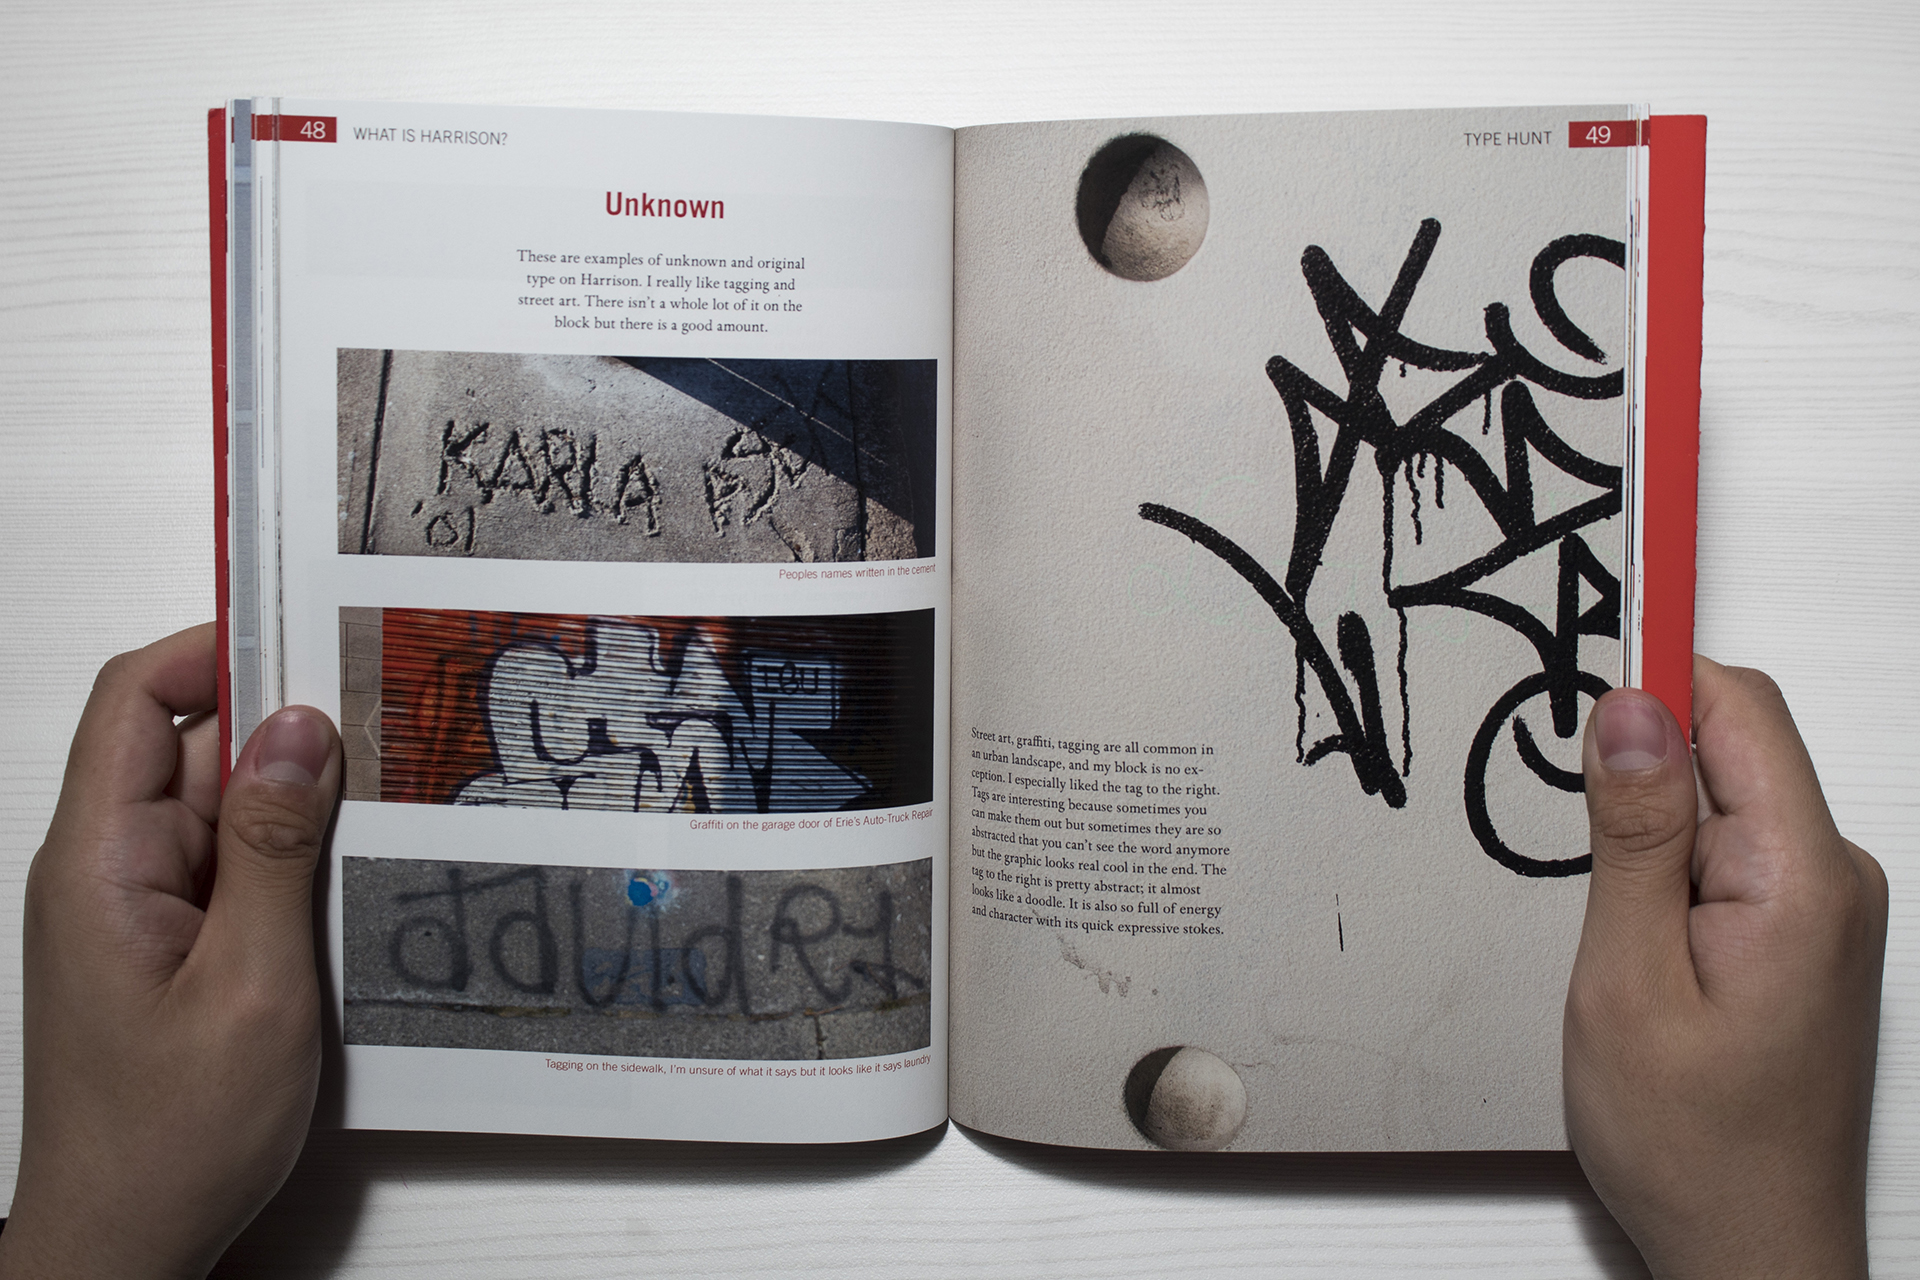 48 WHAT IS HARRISON?
Unknown
These are examples of unknown and original
type on Harrison. I really like tagging and
street art. There isn't a whole lot of it on the
block but there is a good amount.
KARLA
'01
Peoples names written in the cement
Graffiti on the garage door of Erie's Auto-Truck Repair
Tagging on the sidewalk, I'm unsure of what it says but it looks like it says laundry
TYPE HUNT 49
Street art, graffiti, tagging are all common in
an urban landscape, and my block is no ex-
ception. I especially liked the tag to the right.
Tags are interesting because sometimes you
can make them out but sometimes they are so
abstracted that you can't see the word anymore
but the graphic looks real cool in the end. The
tag to the right is pretty abstract; it almost
looks like a doodle. It is also so full of energy
and character with its quick expressive stokes.